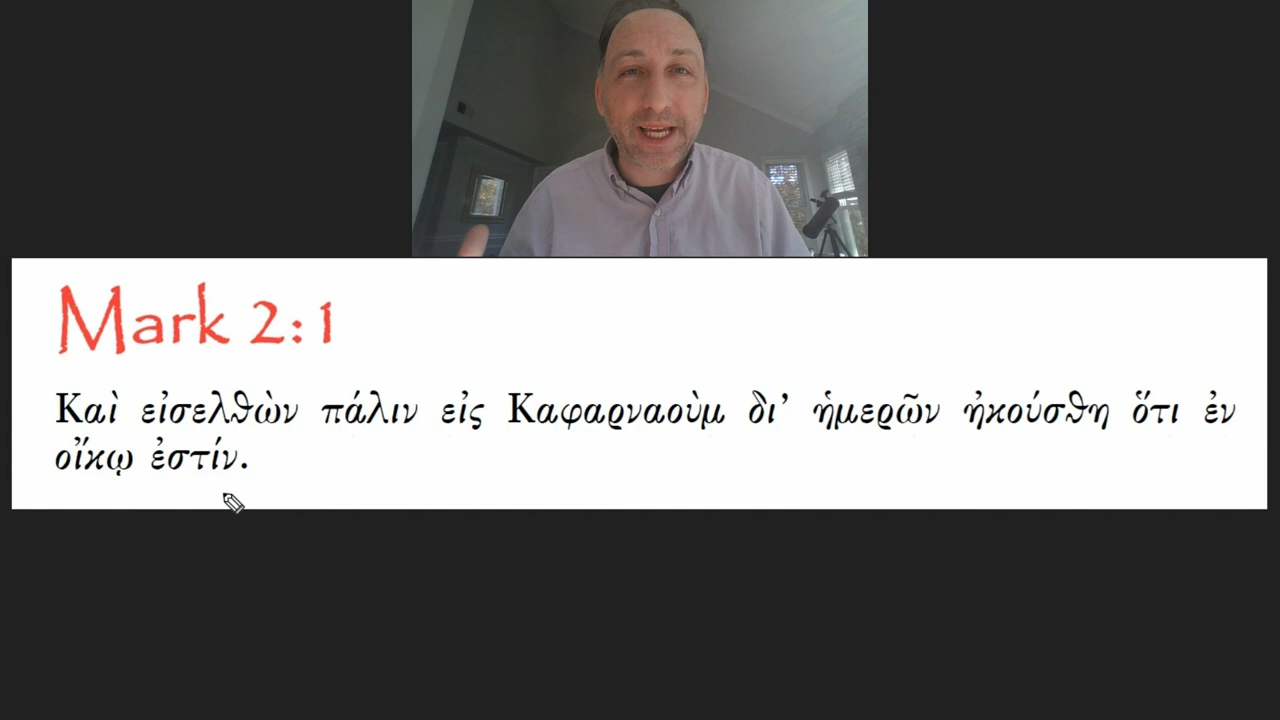 Mark 2:1
Καὶ εἰσελθὼν πάλιν εἰς Καφαρναοὺμ δι’ ἡμερῶν ἠκούσθη ὅτι ἐν
οἴκῳ ἐστίν.